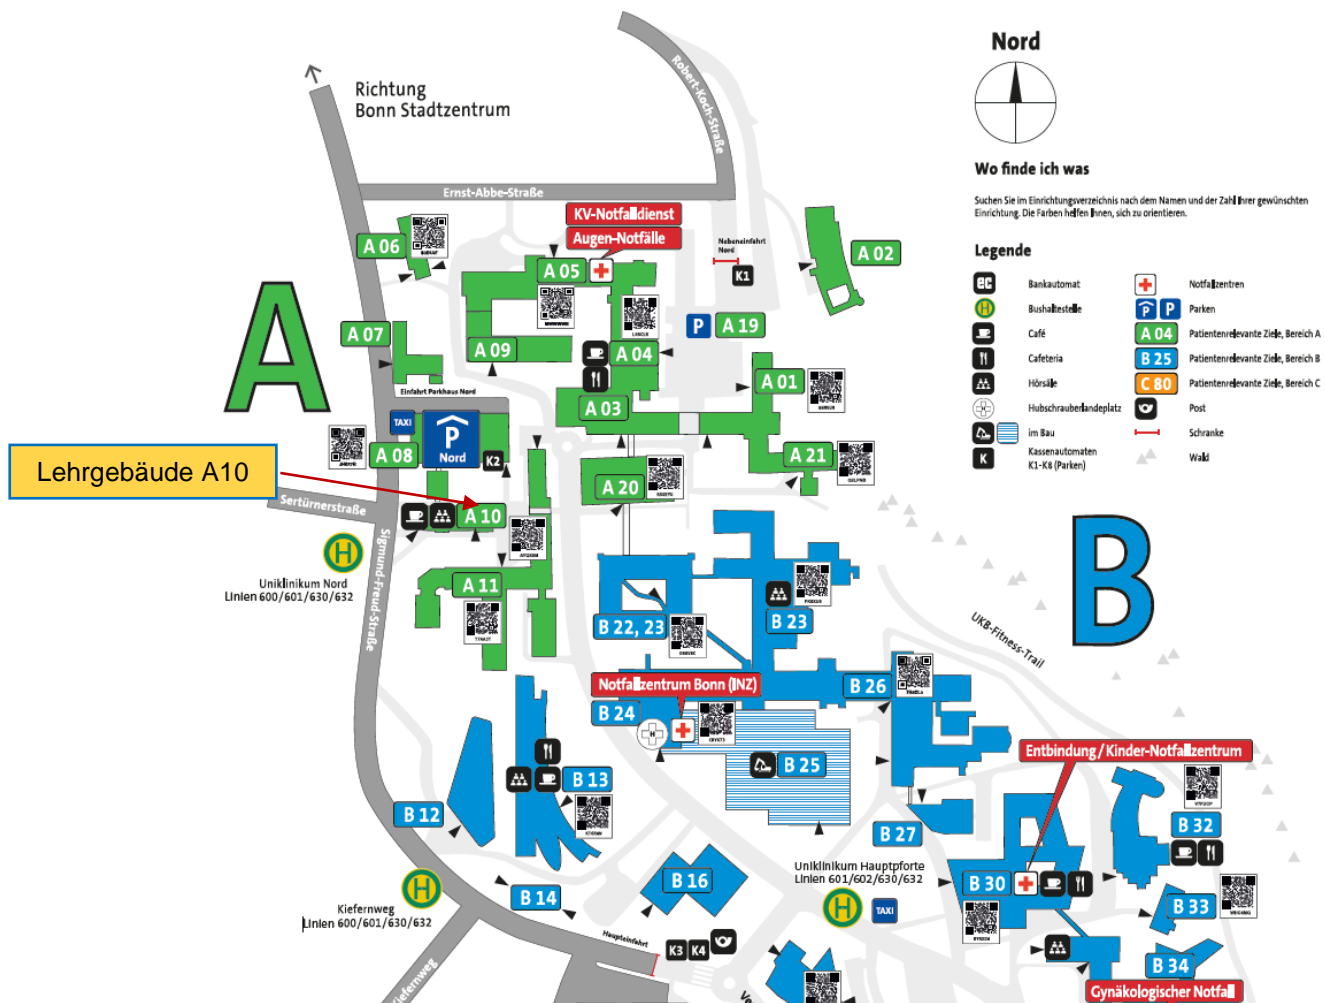 Nord
Richtung
Bonn Stadtzentrum
Robert-Koch-Straße
Wo finde ich was
Suchen Sie im Einrichtungsverzeichnis nach dem Namen und der Zahl Ihrer gewünschten
Einrichtung. Die Farben helfen Ihnen, sich zu orientieren.
Ernst-Abbe-Straße
KV-Notfalldienst
Augen-Notfälle
Nebeneinfahrt
Nord
K1
A 06
A 05
A 02
Legende
ec Bankautomat
Notfallzentren
H Bushaltestelle
P P Parken
Café
A 04 Patientenrelevante Ziele, Bereich A
Cafeteria
B 25 Patientenrelevante Ziele, Bereich B
Hörsäle
C 80 Patientenrelevante Ziele, Bereich C
H Hubschrauberlandeplatz
Post
im Bau
Schranke
K Kassenautomaten
K1-K8 (Parken)
Wald
A
A 07
A 09
A 04
P A 19
A 01
Einfahrt Parkhaus Nord
A 03
TAXI
P
Nord
A 08
K2
A 21
Lehrgebäude A10
A 20
Sertürnerstraße
A 10
Sigmund-Freud-Straße
H
Uniklinikum Nord
Linien 600/601/630/632
A 11
B
B 22, 23
B 23
UKB-Fitness-Trail
Notfallzentrum Bonn (INZ)
B 26
B 24
H
B 25
Entbindung/Kinder-Notfallzentrum
B 13
B 12
B 27
B 32
Uniklinikum Hauptpforte
Linien 601/602/630/632
H
TAXI
B 16
B 30
B 14
H
Kiefernweg
Linien 600/601/630/632
B 33
Haupteinfahrt
K3 K4
B 34
Kiefernweg
Gynäkologischer Notfall